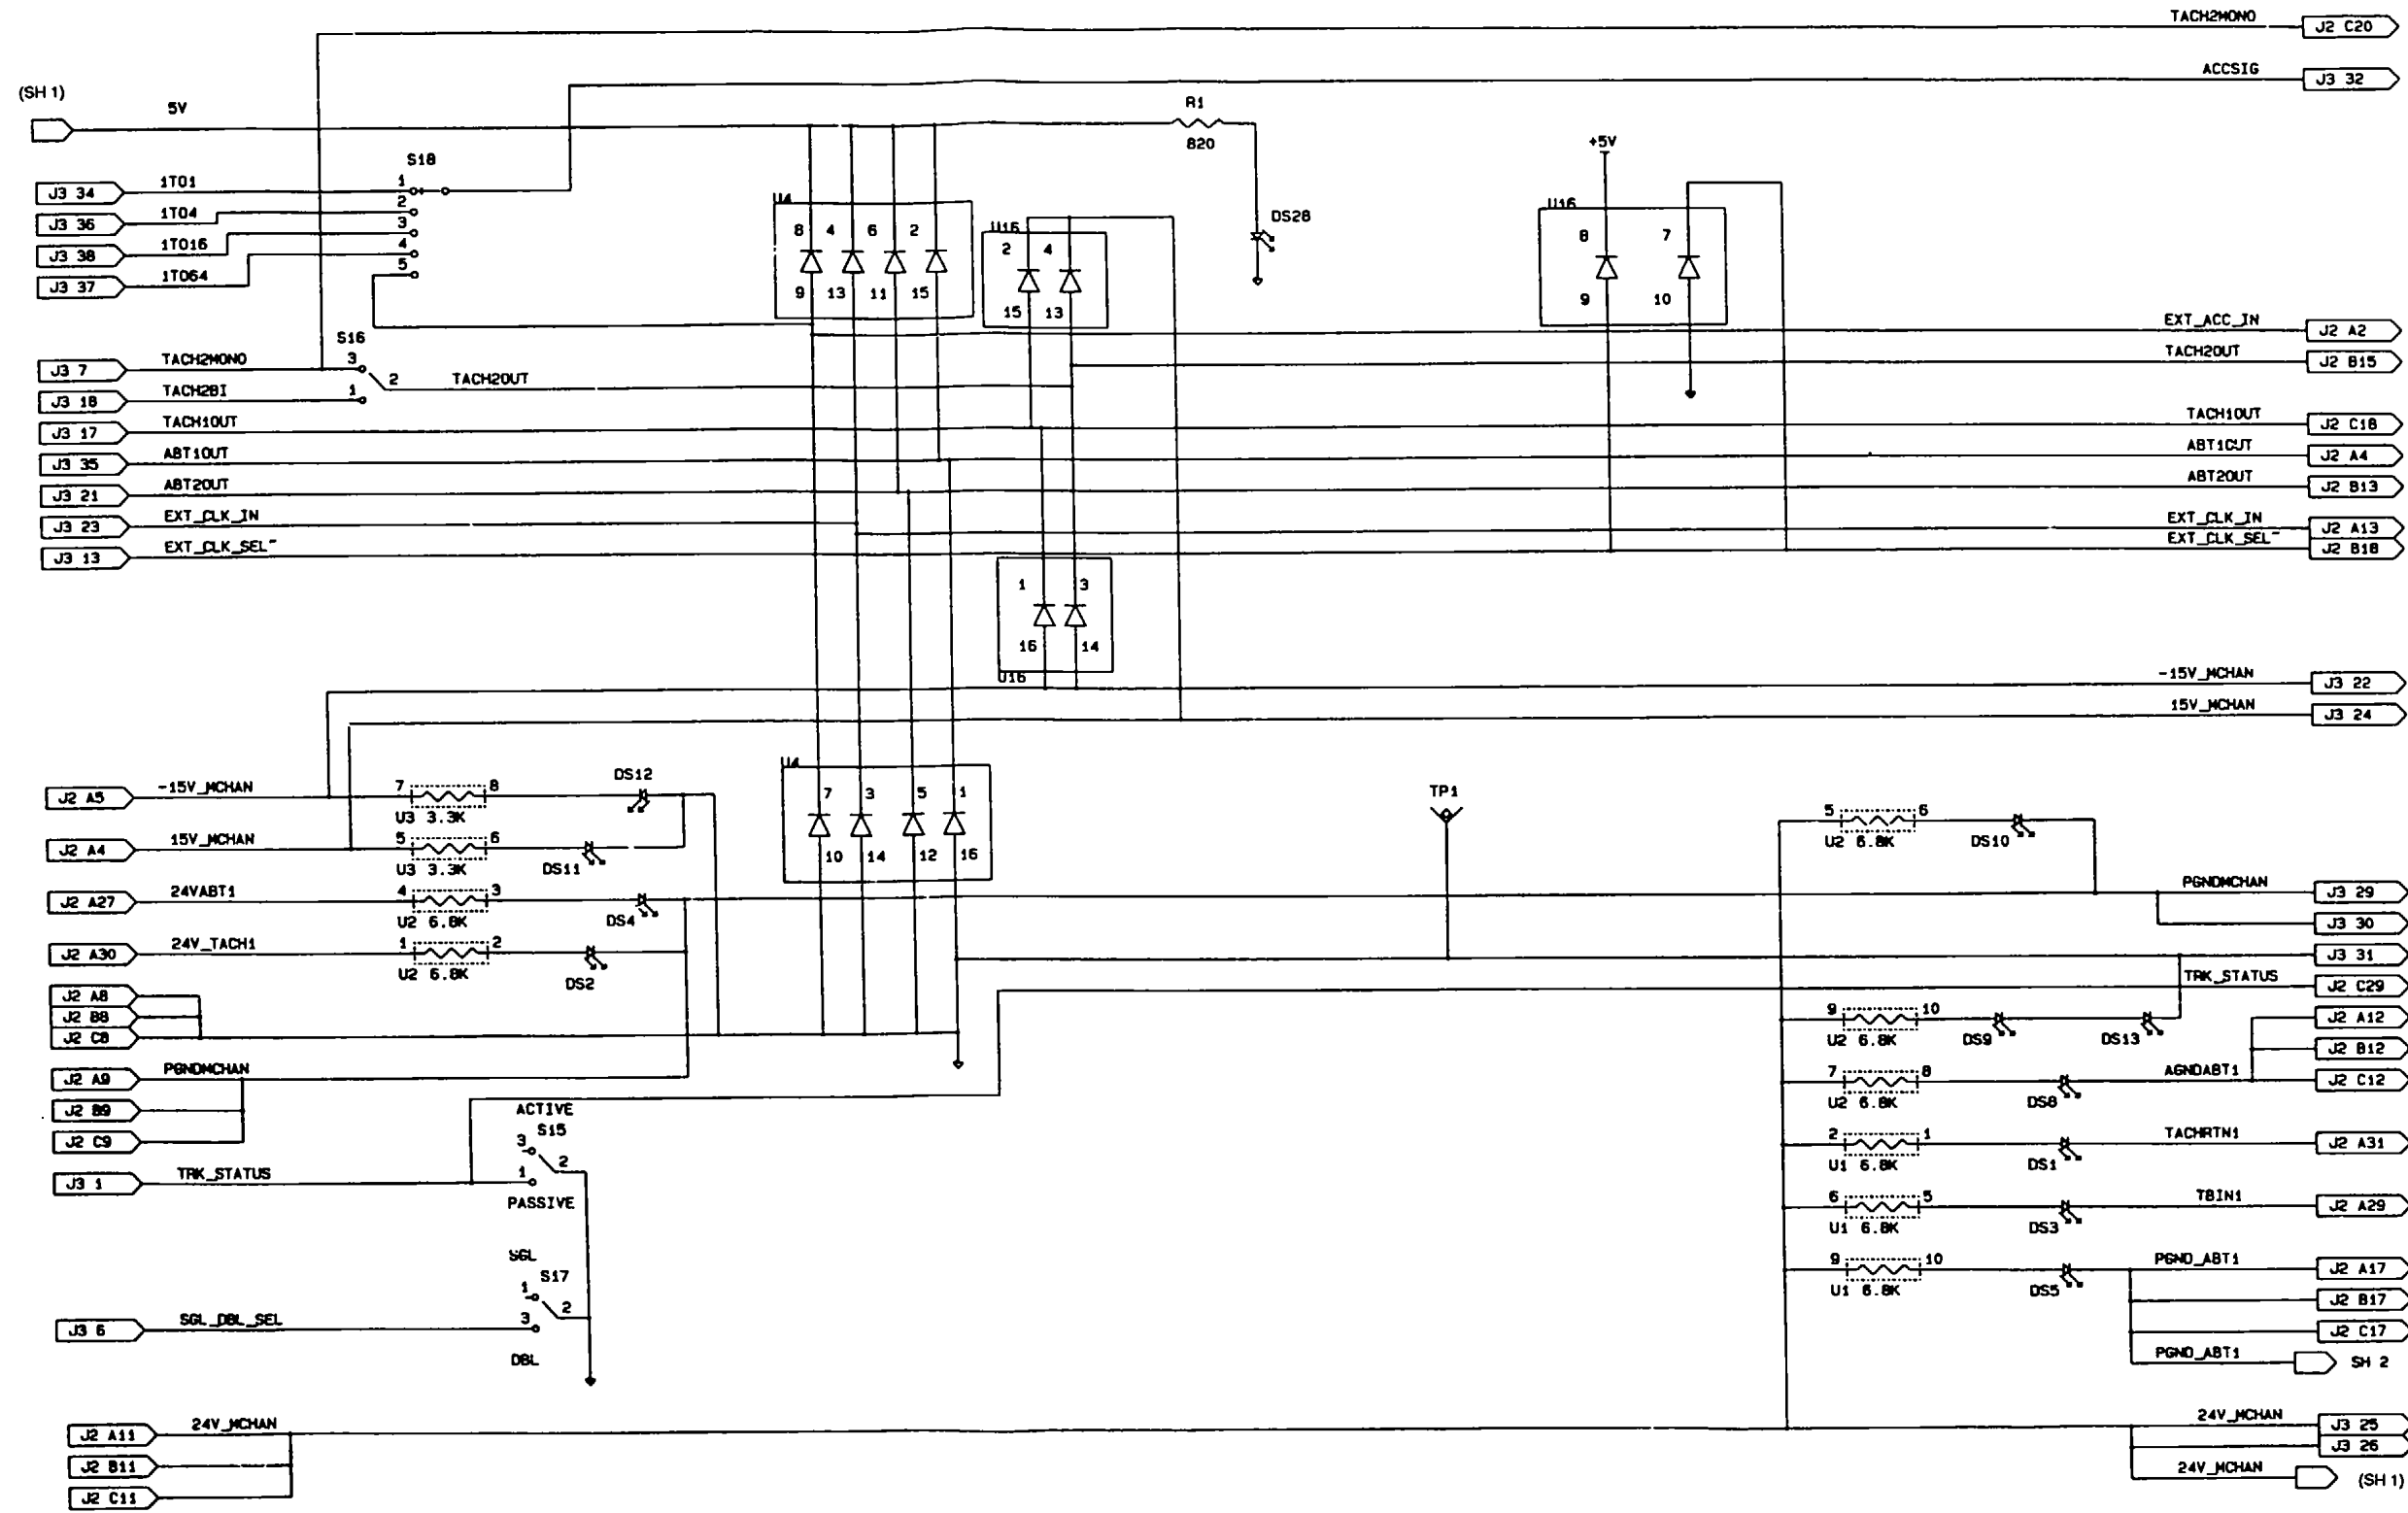 TACH2MONO J2 C20
ACCSIG J3 32
(SH 1) 5V
R1
820
+5V
S18
J3 34 1TO1 1
J3 36 1TO4 2
J3 38 1TO16 3
J3 37 1TO64 4
5
U4
8 4 6 2
9 13 11 15
U16
2 4
15 13
DS28
U16
8 7
9 10
EXT_ACC_IN J2 A2
S16
J3 7 TACH2MONO 3
2 TACH2OUT
TACH2OUT J2 B15
J3 18 TACH2BI 1
J3 17 TACH1OUT TACH1OUT J2 C18
J3 35 ABT1OUT ABT1OUT J2 A4
J3 21 ABT2OUT ABT2OUT J2 B13
J3 23 EXT_CLK_IN EXT_CLK_IN J2 A13
J3 13 EXT_CLK_SEL~ EXT_CLK_SEL~ J2 B18
1 3
16 14
U16
-15V_MCHAN J3 22
15V_MCHAN J3 24
J2 A5 -15V_MCHAN 7 8 DS12
U3 3.3K
J2 A4 15V_MCHAN 5 6 DS11
U3 3.3K
J2 A27 24VABT1 4 3 DS4
U2 6.8K
J2 A30 24V_TACH1 1 2 DS2
U2 6.8K
U4
7 3 5 1
10 14 12 16
TP1
5 6
U2 6.8K DS10
PGNDMCHAN J3 29
J3 30
J3 31
TRK_STATUS J2 C29
J2 A8
J2 B8
J2 C8
9 10
U2 6.8K DS9 DS13
J2 A12
J2 B12
7 8 AGNDABT1 J2 C12
U2 6.8K DS8
J2 A9 PGNDMCHAN
J2 B9
J2 C9
2 1 TACHRTN1 J2 A31
U1 6.8K DS1
ACTIVE
S15
3
2
J3 1 TRK_STATUS 1
PASSIVE
6 5 TBIN1 J2 A29
U1 6.8K DS3
SGL
S17
1
2
J3 6 SGL_DBL_SEL 3
DBL
9 10 PGND_ABT1 J2 A17
U1 6.8K DS5
J2 B17
J2 C17
PGND_ABT1 SH 2
J2 A11 24V_MCHAN 24V_MCHAN J3 25
J3 26
J2 B11
24V_MCHAN (SH 1)
J2 C11